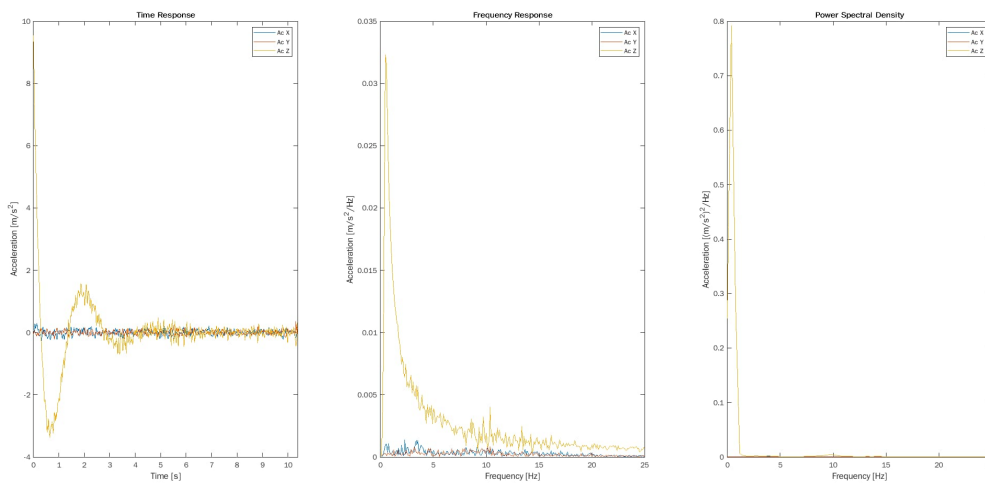 Time Response
Acceleration [m/s²]
10
8
6
4
2
0
-2
-4
0
1
2
3
4
5
6
7
8
9
10
Time [s]
Ac X
Ac Y
Ac Z
Frequency Response
Acceleration [m/s²/Hz]
0.035
0.03
0.025
0.02
0.015
0.01
0.005
0
0
5
10
15
20
25
Frequency [Hz]
Ac X
Ac Y
Ac Z
Power Spectral Density
Acceleration [(m/s²)²/Hz]
0.8
0.7
0.6
0.5
0.4
0.3
0.2
0.1
0
0
5
10
15
20
Frequency [Hz]
Ac X
Ac Y
Ac Z